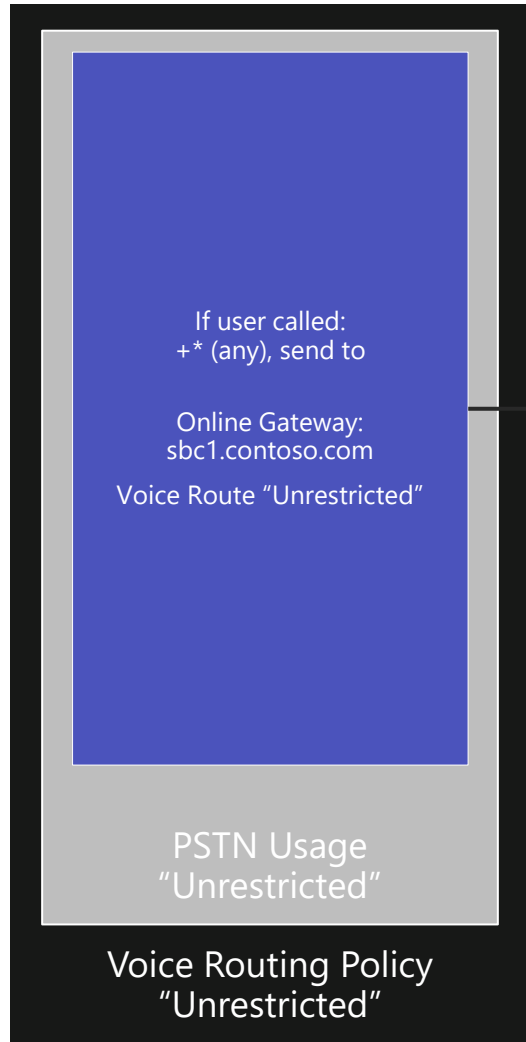 If user called:
+* (any), send to
Online Gateway:
sbc1.contoso.com
Voice Route “Unrestricted”
PSTN Usage
“Unrestricted”
Voice Routing Policy
“Unrestricted”